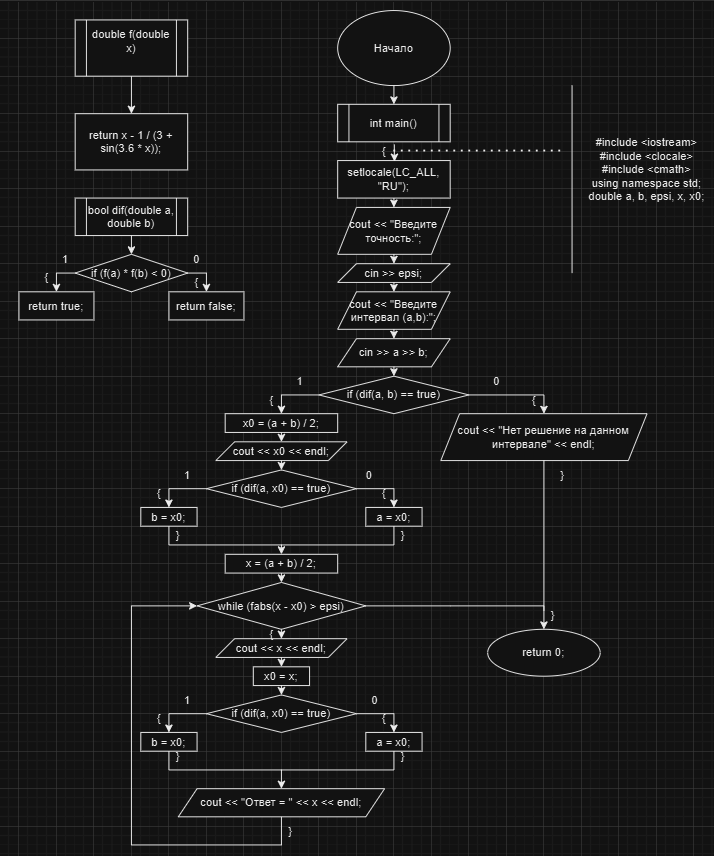 double f(double
x)
return x - 1 / (3 +
sin(3.6 * x));
bool dif(double a,
double b)
1
0
if (f(a) * f(b) < 0)
{
{
return true;
return false;
Начало
int main()
{
#include <iostream>
#include <clocale>
#include <cmath>
using namespace std;
double a, b, epsi, x, x0;
setlocale(LC_ALL,
"RU");
cout << "Введите
точность:";
cin >> epsi;
cout << "Введите
интервал (a,b):";
cin >> a >> b;
1
0
if (dif(a, b) == true)
{
{
x0 = (a + b) / 2;
cout << "Нет решение на данном
интервале" << endl;
cout << x0 << endl;
}
1
0
if (dif(a, x0) == true)
{
{
b = x0;
a = x0;
}
}
x = (a + b) / 2;
while (fabs(x - x0) > epsi)
}
{
cout << x << endl;
return 0;
x0 = x;
1
0
if (dif(a, x0) == true)
{
{
b = x0;
a = x0;
}
}
cout << "Ответ = " << x << endl;
}